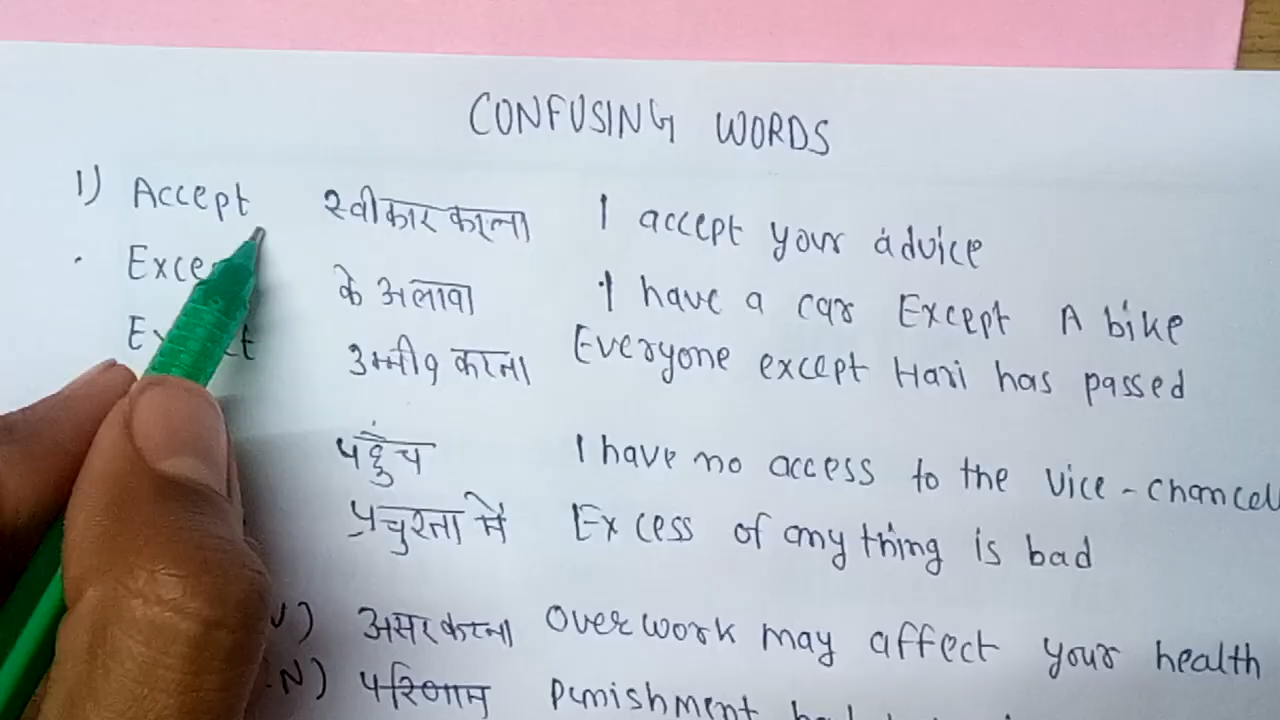 CONFUSING WORDS
1) Accept स्वीकार करना I accept your advice
के अलावा I have a car Except A bike
उम्मीद करना Everyone except Hari has passed
पहुँच I have no access to the Vice-chancel
प्रचुरता में Excess of anything is bad
V) असर करना Overwork may affect your health
N) परिणाम punishment